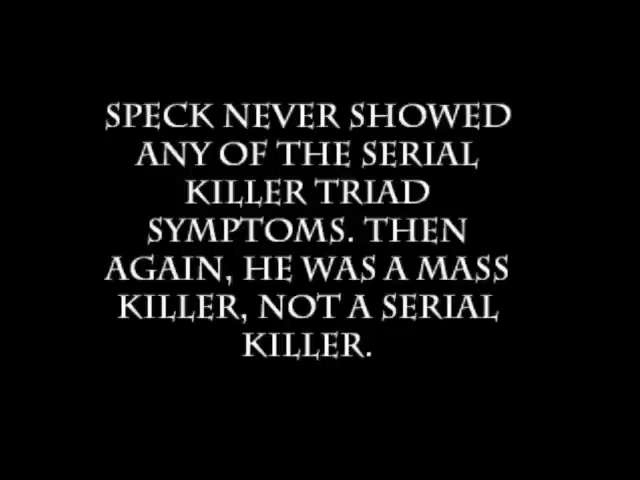 SPECK NEVER SHOWED
ANY OF THE SERIAL
KILLER TRIAD
SYMPTOMS. THEN
AGAIN, HE WAS A MASS
KILLER, NOT A SERIAL
KILLER.